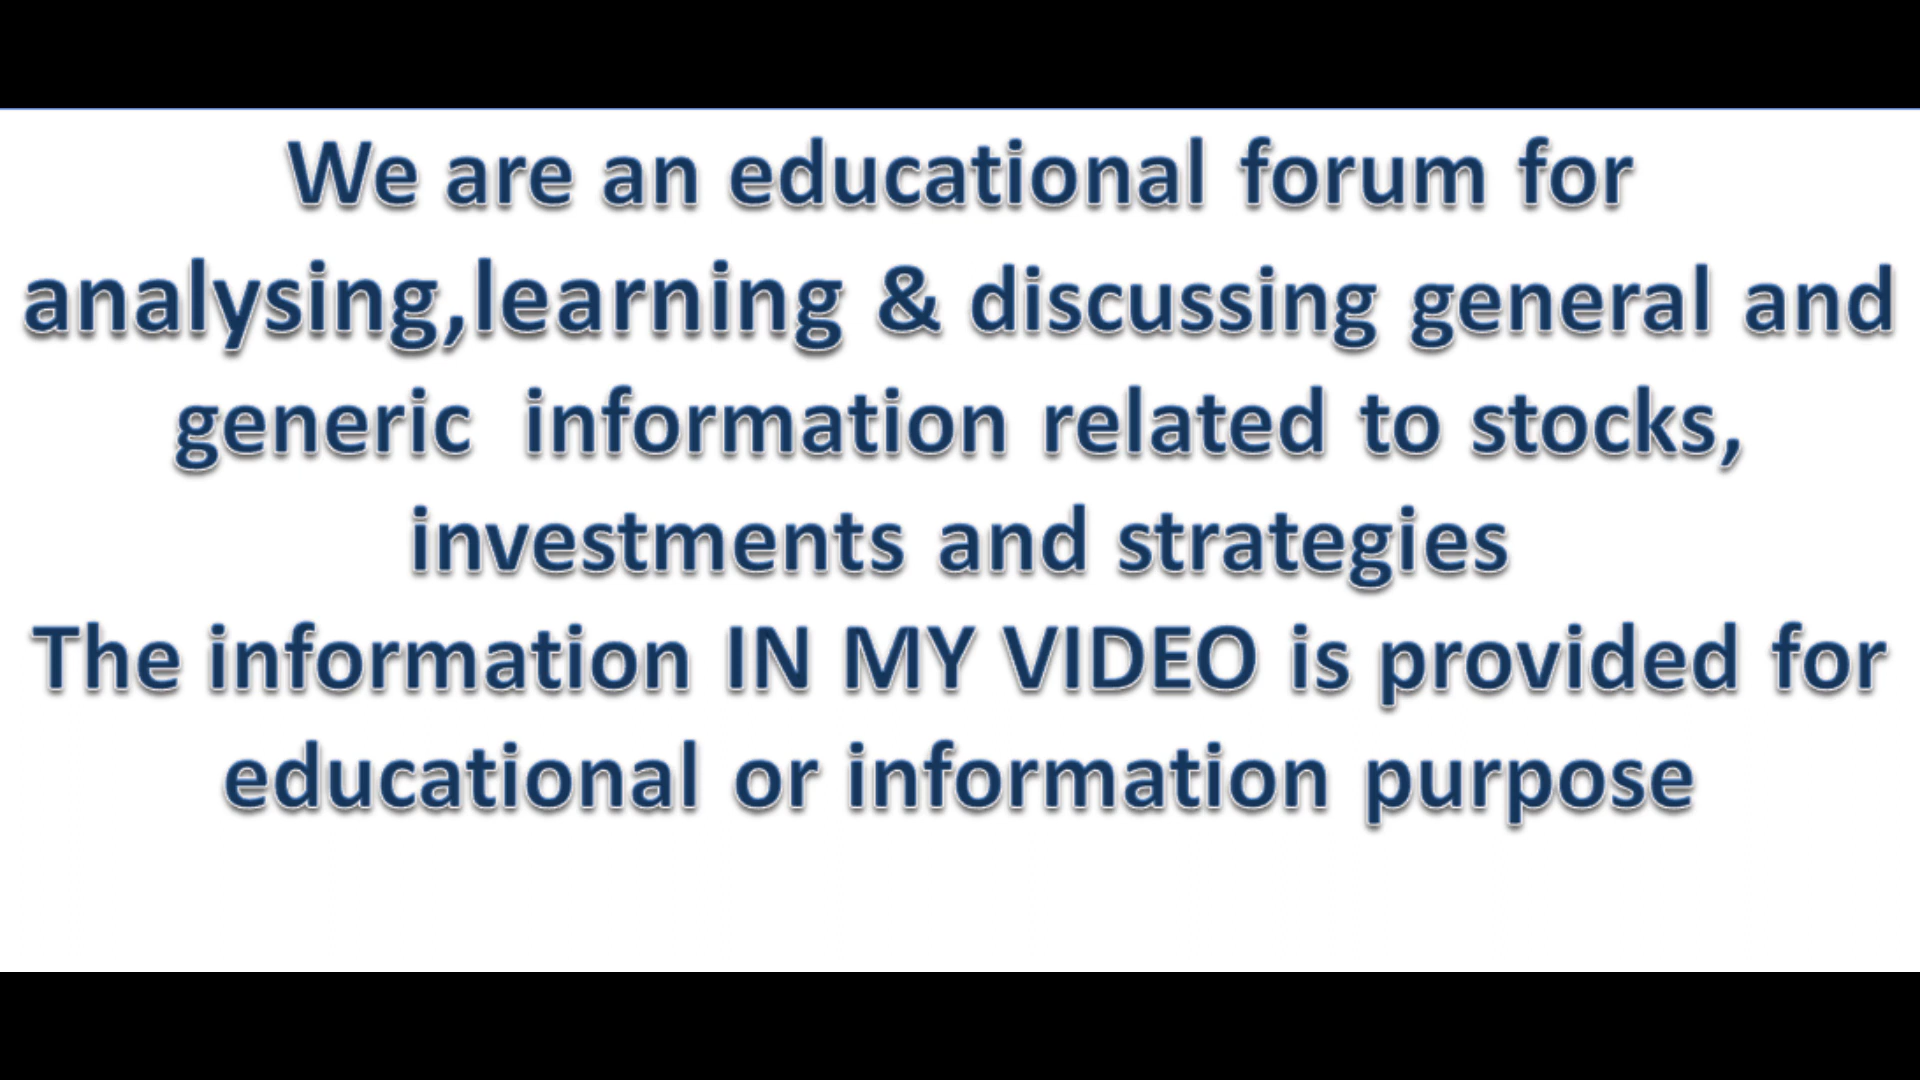 We are an educational forum for
analysing,learning & discussing general and
generic information related to stocks,
investments and strategies
The information IN MY VIDEO is provided for
educational or information purpose